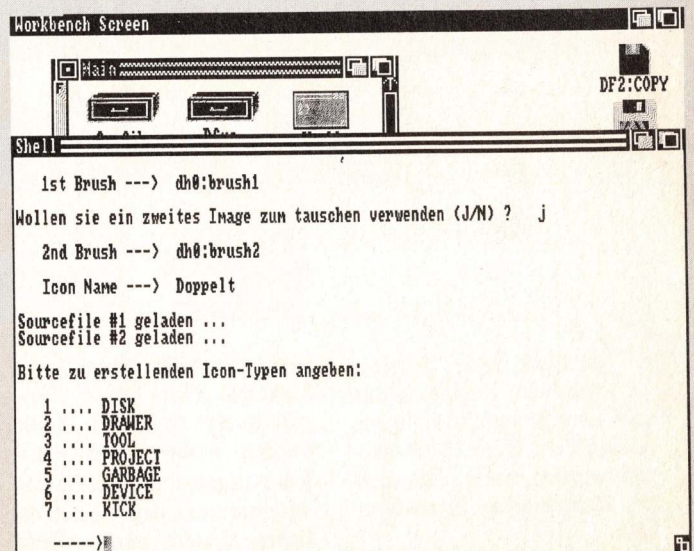 Workbench Screen
Main
DF2:COPY
Shell
1st Brush ---> dh0:brush1
Wollen sie ein zweites Image zum tauschen verwenden (J/N) ? j
2nd Brush ---> dh0:brush2
Icon Name ---> Doppelt
Sourcefile #1 geladen ...
Sourcefile #2 geladen ...
Bitte zu erstellenden Icon-Typen angeben:
1 .... DISK
2 .... DRAWER
3 .... TOOL
4 .... PROJECT
5 .... GARBAGE
6 .... DEVICE
7 .... KICK
----->